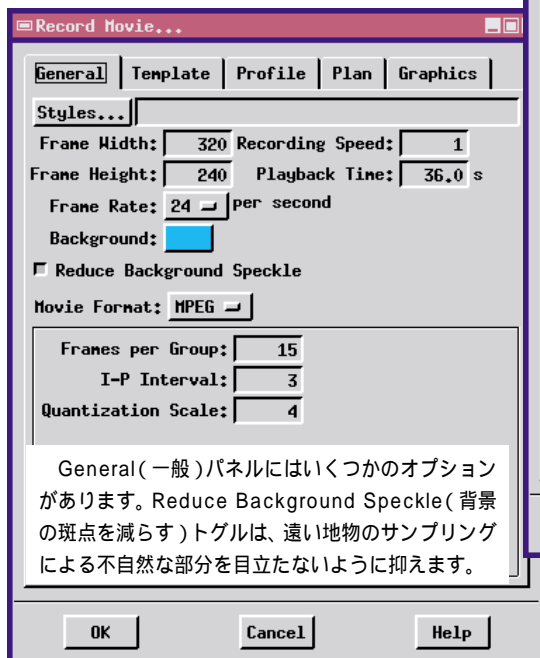 Record Movie...
General Template Profile Plan Graphics
Styles...
Frame Width: 320 Recording Speed: 1
Frame Height: 240 Playback Time: 36.0 s
Frame Rate: 24 per second
Background:
Reduce Background Speckle
Movie Format: MPEG
Frames per Group: 15
I-P Interval: 3
Quantization Scale: 4
General(一般)パネルにはいくつかのオプション
があります。Reduce Background Speckle(背景
の斑点を減らす)トグルは、遠い地物のサンプリング
による不自然な部分を目立たないように抑えます。
OK Cancel Help